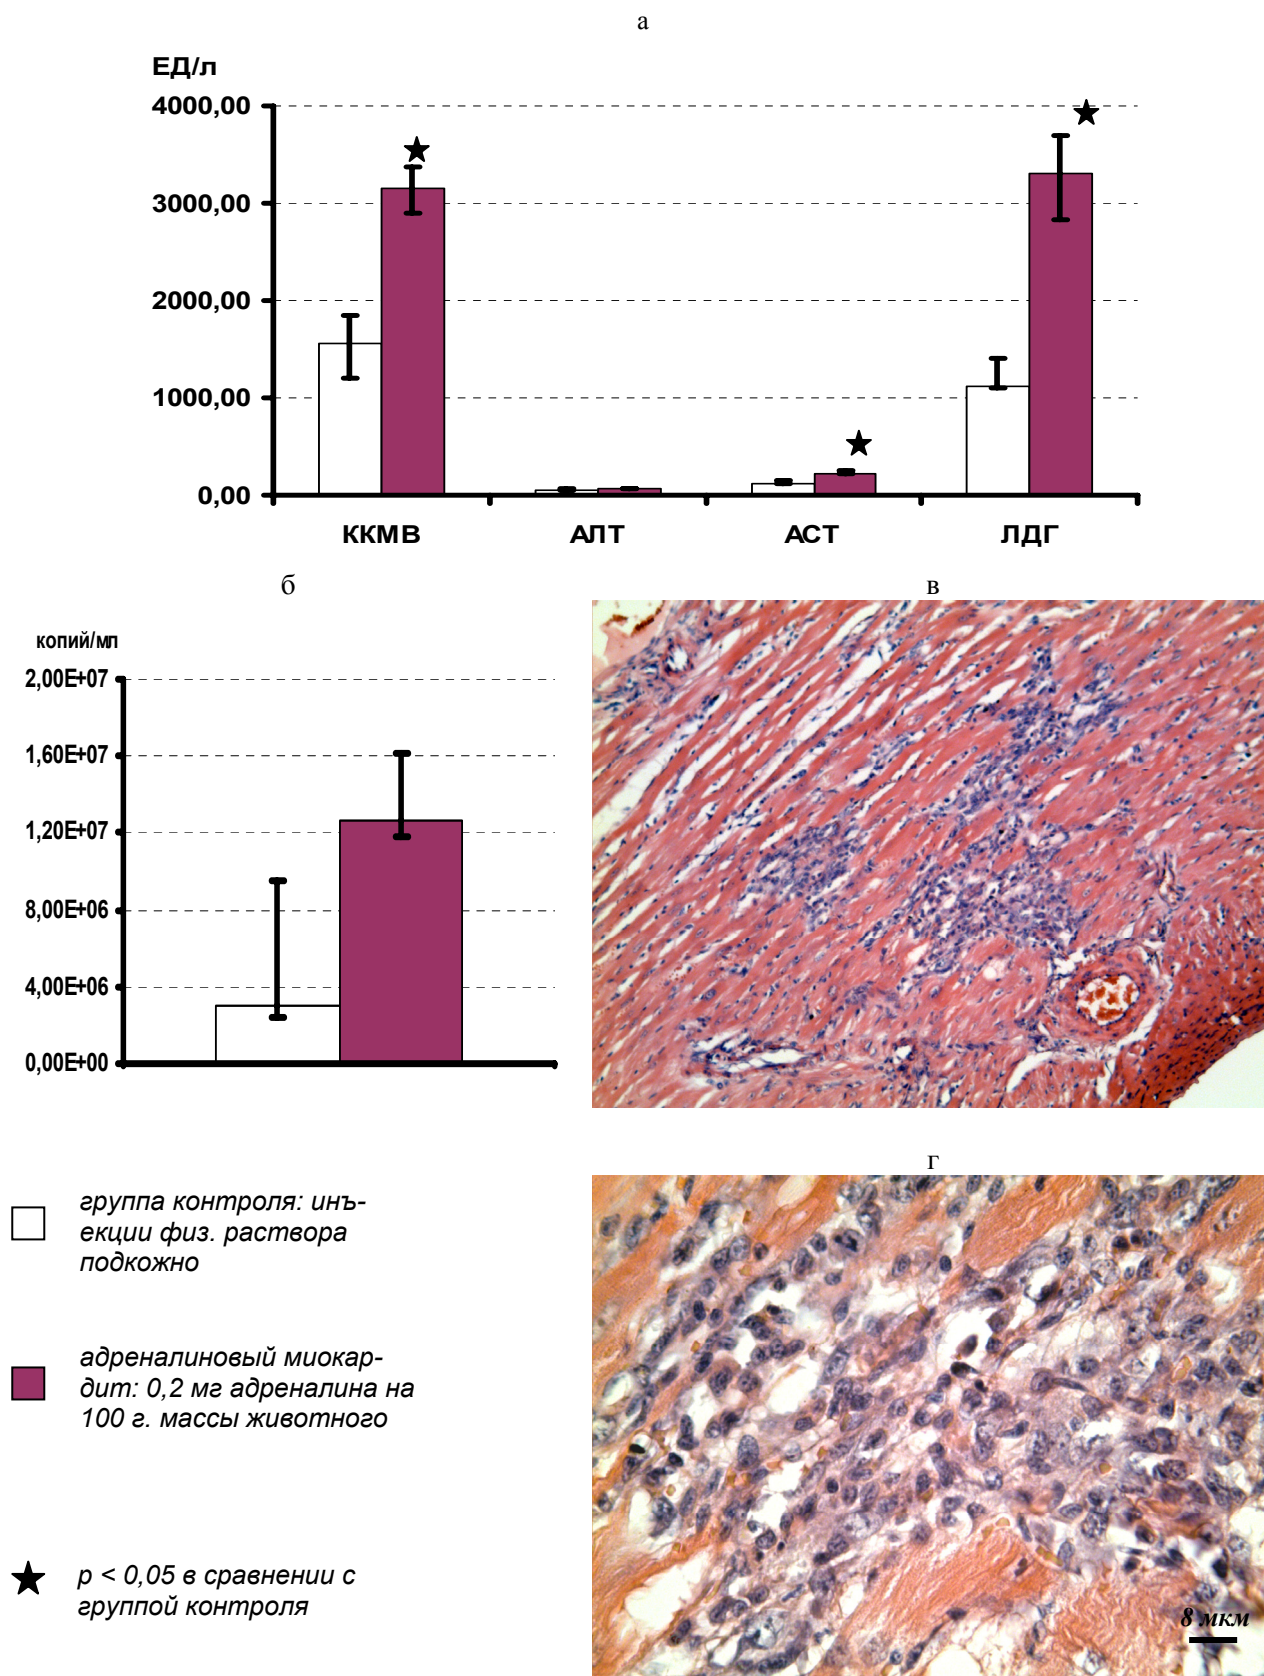 а
ЕД/л
4000,00
3000,00
2000,00
1000,00
0,00
ККМВ АЛТ АСТ ЛДГ
б
в
копий/мл
2,00E+07
1,60E+07
1,20E+07
8,00E+06
4,00E+06
0,00E+00
г
группа контроля: инъ-
екции физ. раствора
подкожно
адреналиновый миокар-
дит: 0,2 мг адреналина на
100 г. массы животного
p < 0,05 в сравнении с
группой контроля
8 мкм